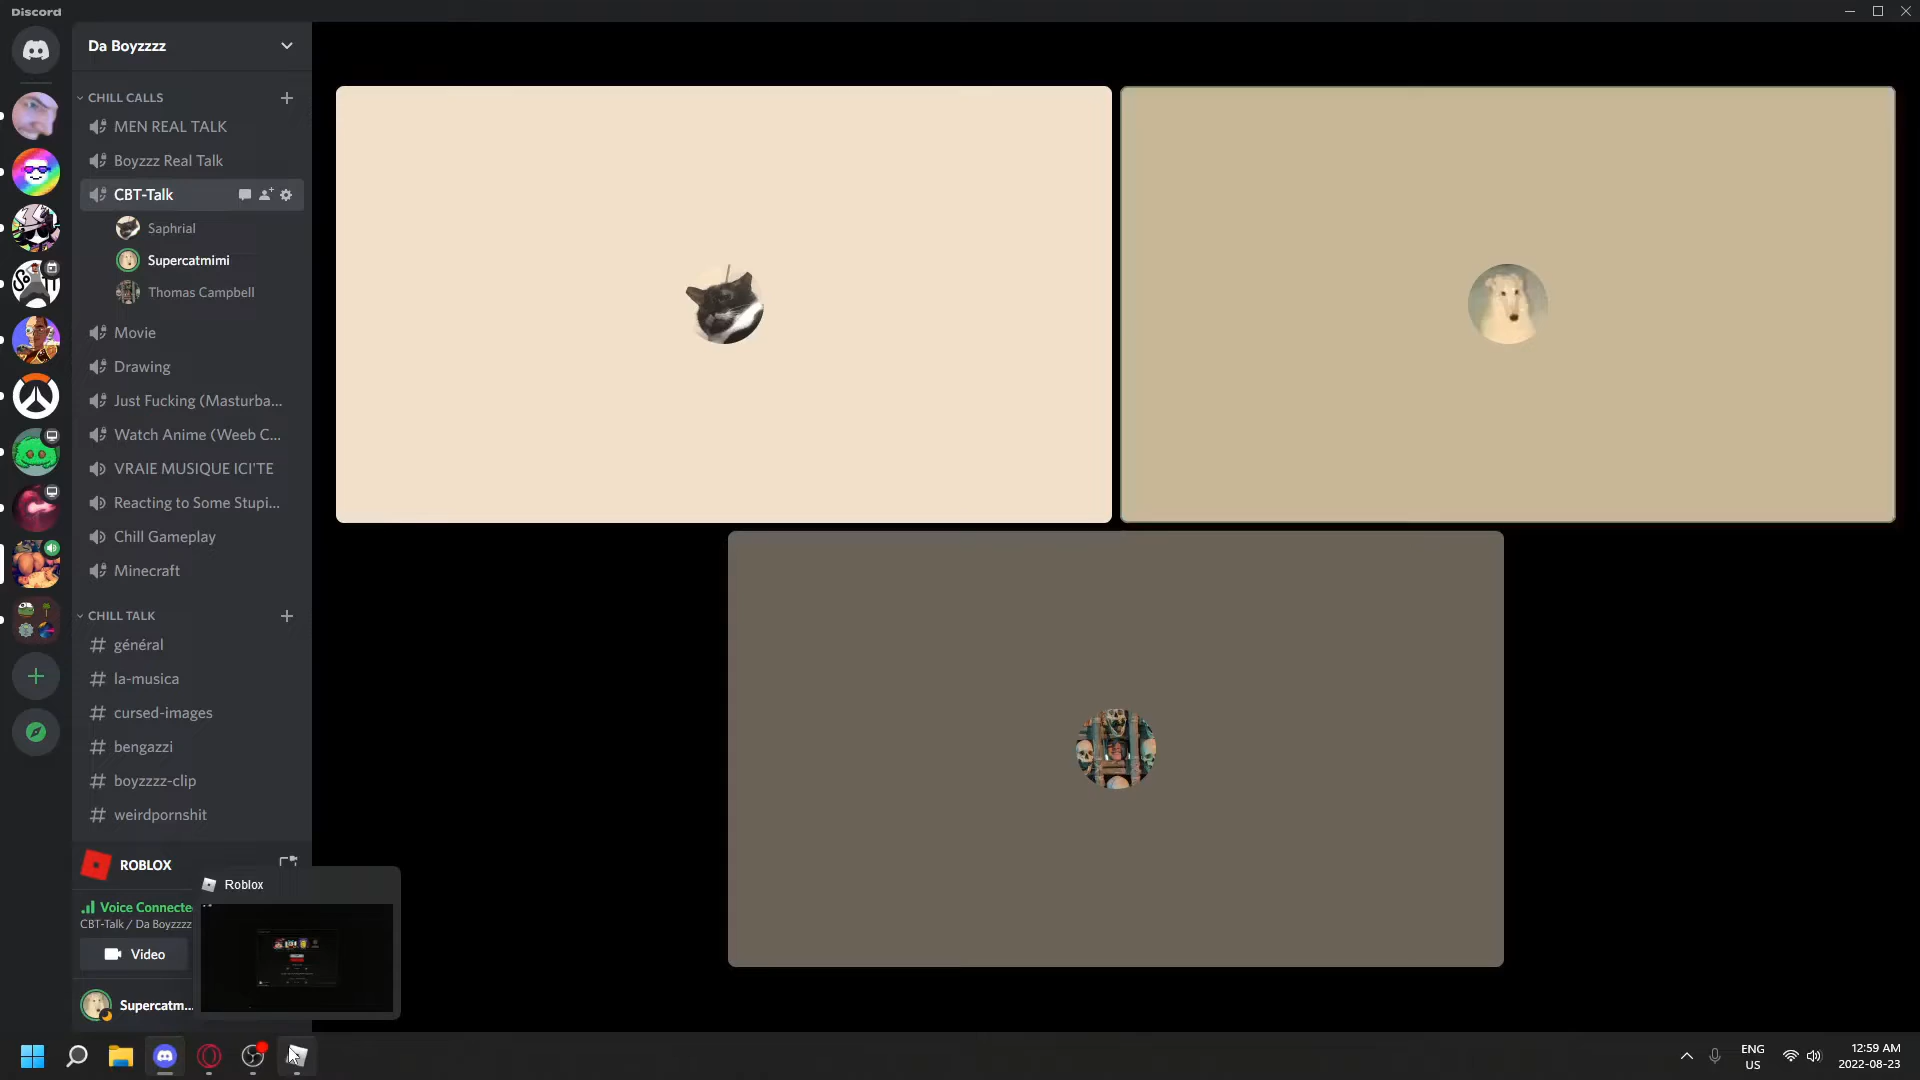 Discord
Da Boyzzzz
CHILL CALLS
MEN REAL TALK
Boyzzz Real Talk
CBT-Talk
Saphrial
Supercatmimi
Thomas Campbell
Movie
Drawing
Just Fucking (Masturba...
Watch Anime (Weeb C...
VRAIE MUSIQUE ICI'TE
Reacting to Some Stupi...
Chill Gameplay
Minecraft
CHILL TALK
général
la-musica
cursed-images
bengazzi
boyzzzz-clip
weirdpornshit
ROBLOX
Roblox
Voice Connecte
CBT-Talk / Da Boyzzzz
Video
Supercatm...
ENG
US
12:59 AM
2022-08-23